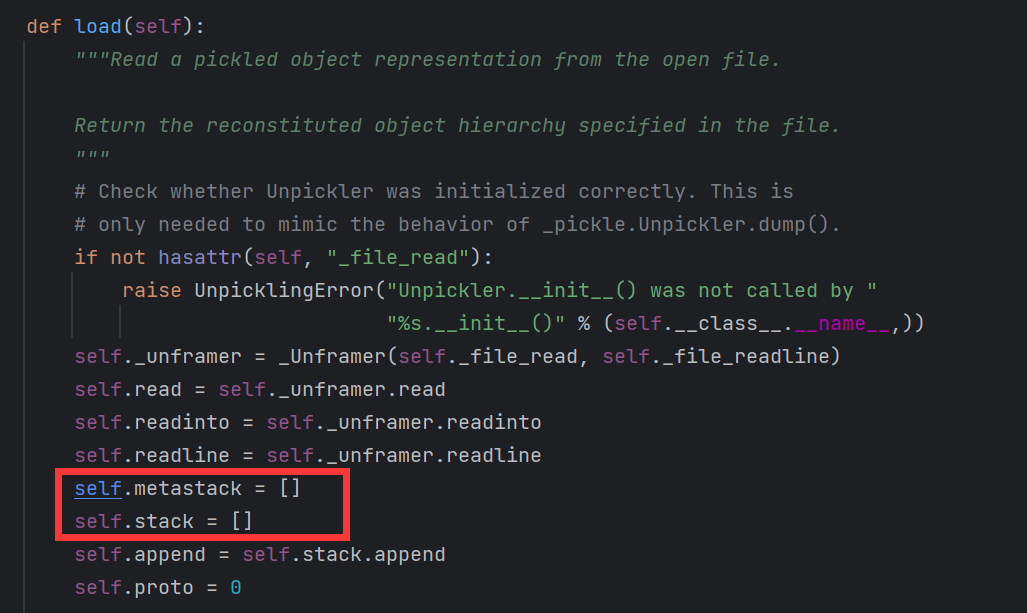 def load(self):
"""Read a pickled object representation from the open file.
Return the reconstituted object hierarchy specified in the file.
"""
# Check whether Unpickler was initialized correctly. This is
# only needed to mimic the behavior of _pickle.Unpickler.dump().
if not hasattr(self, "_file_read"):
raise UnpicklingError("Unpickler.__init__() was not called by "
"%s.__init__()" % (self.__class__.__name__,))
self._unframer = _Unframer(self._file_read, self._file_readline)
self.read = self._unframer.read
self.readinto = self._unframer.readinto
self.readline = self._unframer.readline
self.metastack = []
self.stack = []
self.append = self.stack.append
self.proto = 0